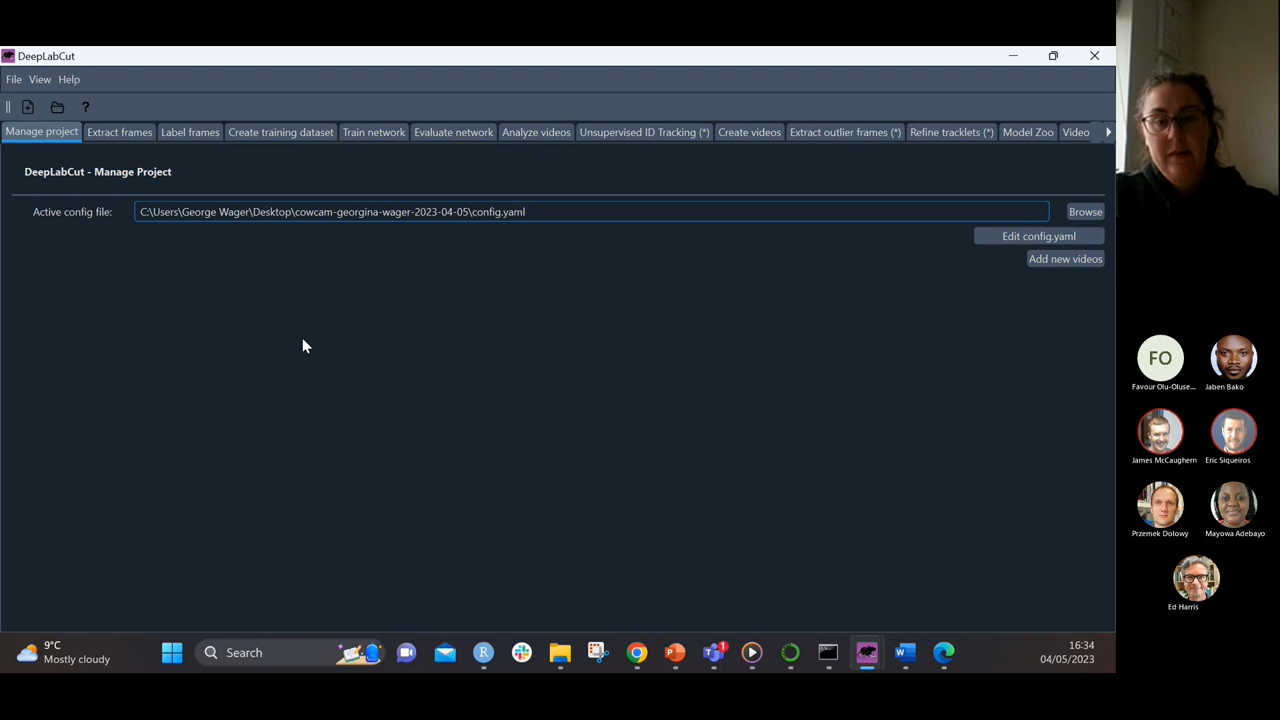 DeepLabCut
File View Help
?
Manage project Extract frames Label frames Create training dataset Train network Evaluate network Analyze videos Unsupervised ID Tracking (*) Create videos Extract outlier frames (*) Refine tracklets (*) Model Zoo Video
DeepLabCut - Manage Project
Active config file: C:\Users\George Wager\Desktop\cowcam-georgina-wager-2023-04-05\config.yaml Browse
Edit config.yaml
Add new videos
FO
Favour Olu-Oluse... Jaben Bako
James McCaughern Eric Siqueiros
Przemek Dolowy Mayowa Adebayo
Ed Harris
9°C
Mostly cloudy
Search
R
P
T 1
W
16:34
04/05/2023